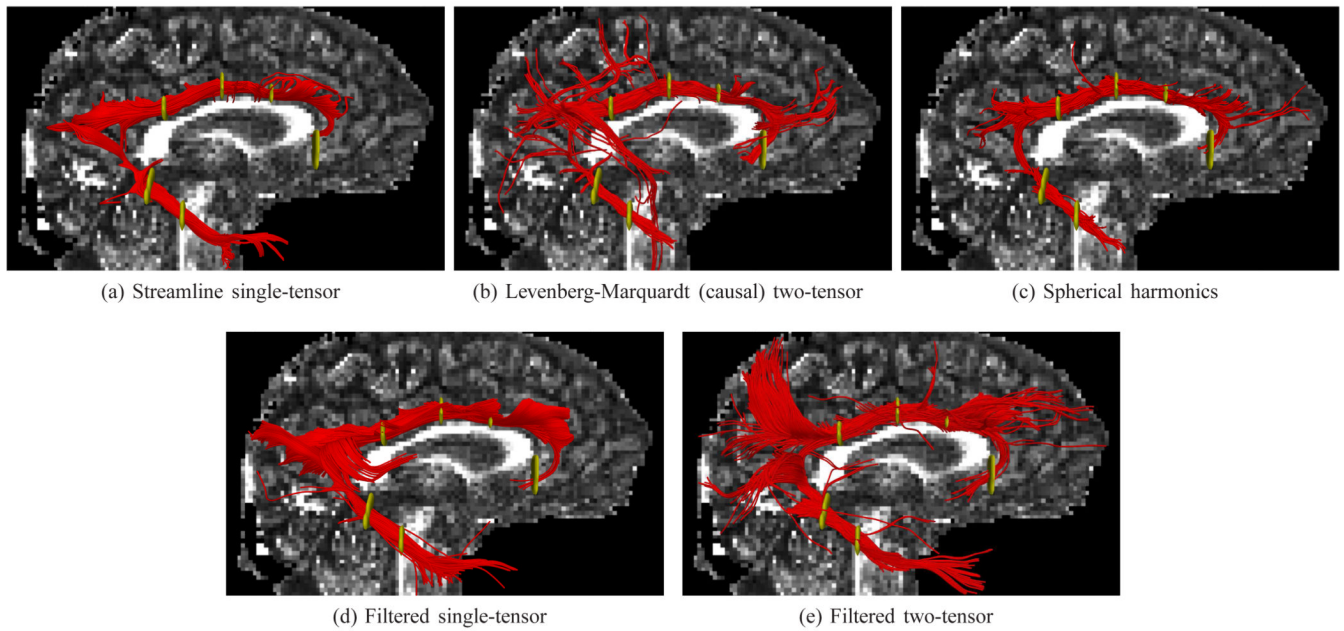 (a) Streamline single-tensor
(b) Levenberg-Marquardt (causal) two-tensor
(c) Spherical harmonics
(d) Filtered single-tensor
(e) Filtered two-tensor